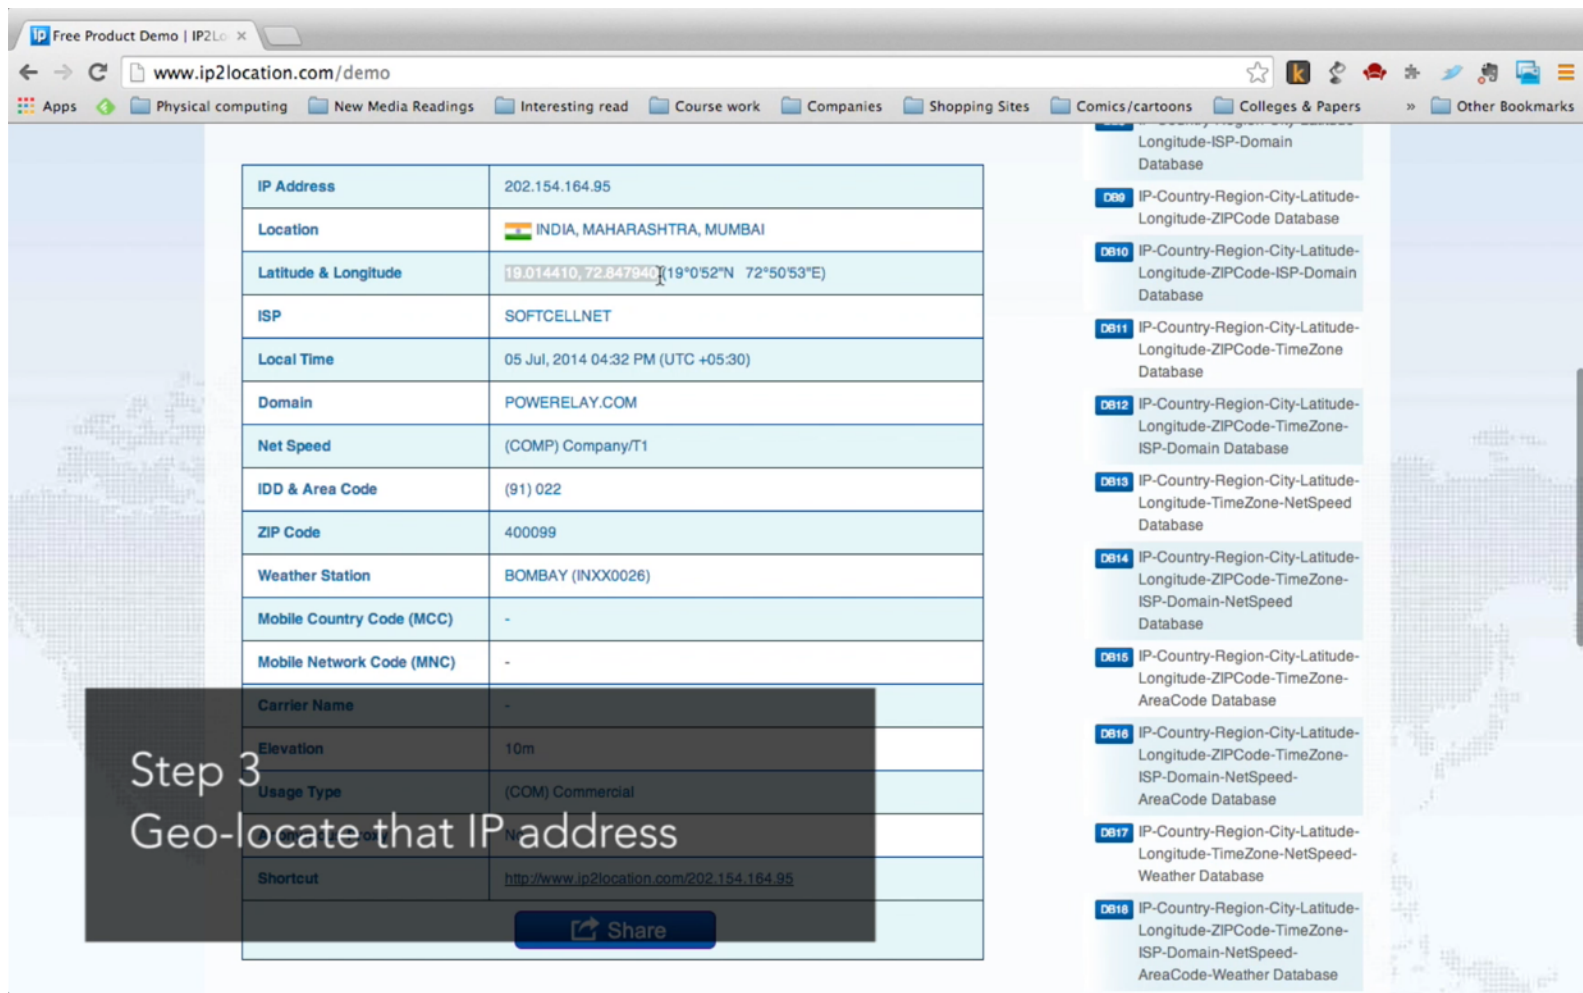 Free Product Demo | IP2Lo
www.ip2location.com/demo
Apps Physical computing New Media Readings Interesting read Course work Companies Shopping Sites Comics/cartoons Colleges & Papers » Other Bookmarks
IP Address 202.154.164.95
Location INDIA, MAHARASHTRA, MUMBAI
Latitude & Longitude 19.014410, 72.847940 (19°0'52"N 72°50'53"E)
ISP SOFTCELLNET
Local Time 05 Jul, 2014 04:32 PM (UTC +05:30)
Domain POWERELAY.COM
Net Speed (COMP) Company/T1
IDD & Area Code (91) 022
ZIP Code 400099
Weather Station BOMBAY (INXX0026)
Mobile Country Code (MCC) -
Mobile Network Code (MNC) -
Carrier Name -
Elevation 10m
Usage Type (COM) Commercial
Shortcut http://www.ip2location.com/202.154.164.95
Share
Step 3
Geo-locate that IP address
Longitude-ISP-Domain
Database
DB9 IP-Country-Region-City-Latitude-
Longitude-ZIPCode Database
DB10 IP-Country-Region-City-Latitude-
Longitude-ZIPCode-ISP-Domain
Database
DB11 IP-Country-Region-City-Latitude-
Longitude-ZIPCode-TimeZone
Database
DB12 IP-Country-Region-City-Latitude-
Longitude-ZIPCode-TimeZone-
ISP-Domain Database
DB13 IP-Country-Region-City-Latitude-
Longitude-TimeZone-NetSpeed
Database
DB14 IP-Country-Region-City-Latitude-
Longitude-ZIPCode-TimeZone-
ISP-Domain-NetSpeed
Database
DB15 IP-Country-Region-City-Latitude-
Longitude-ZIPCode-TimeZone-
AreaCode Database
DB16 IP-Country-Region-City-Latitude-
Longitude-ZIPCode-TimeZone-
ISP-Domain-NetSpeed-
AreaCode Database
DB17 IP-Country-Region-City-Latitude-
Longitude-TimeZone-NetSpeed-
Weather Database
DB18 IP-Country-Region-City-Latitude-
Longitude-ZIPCode-TimeZone-
ISP-Domain-NetSpeed-
AreaCode-Weather Database